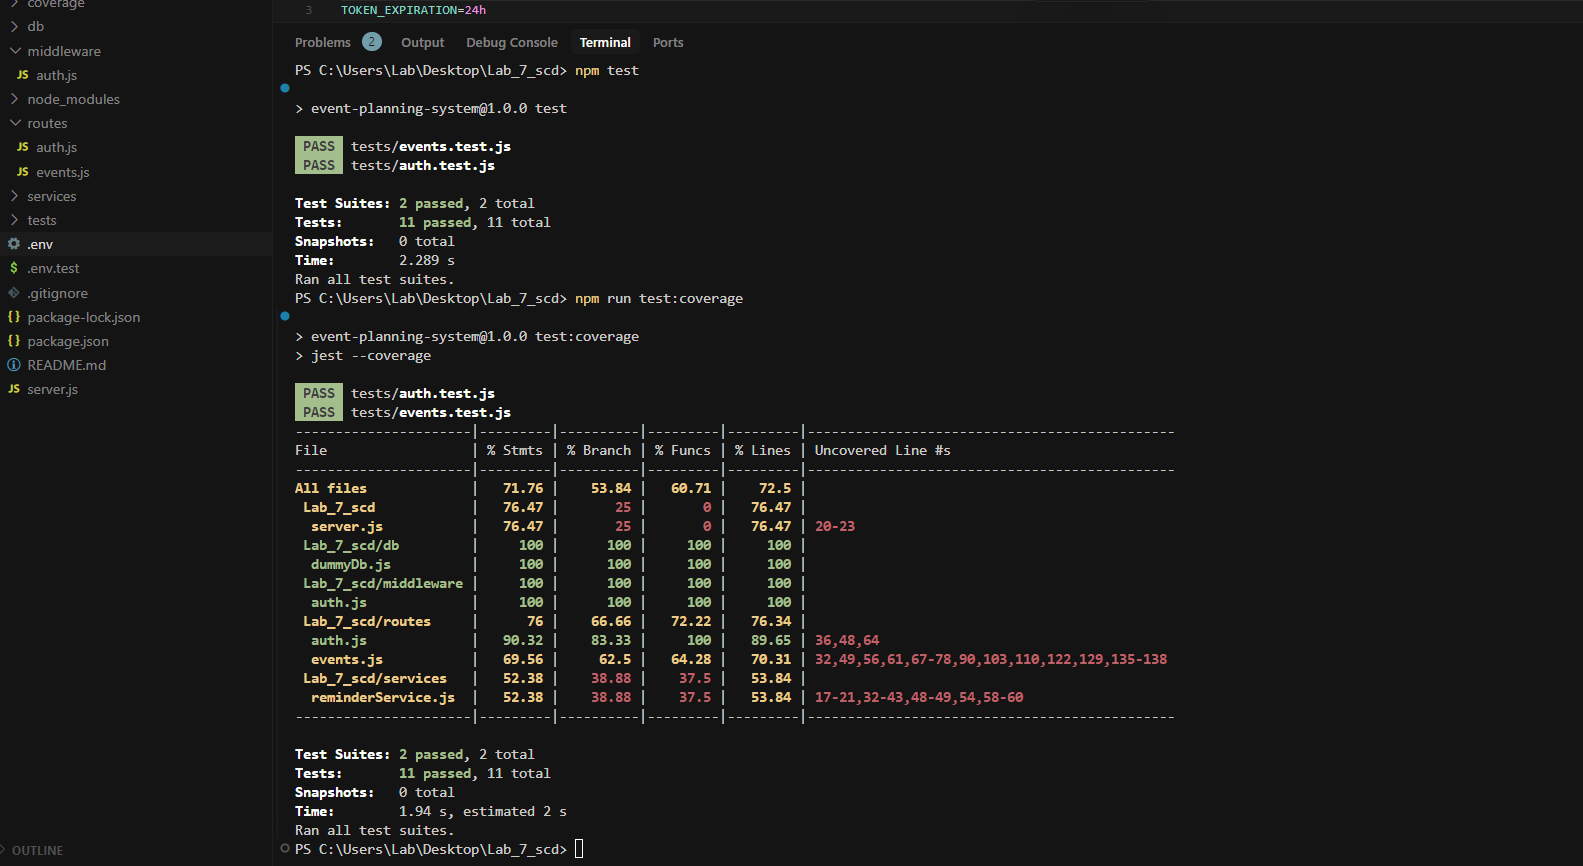 coverage
db
middleware
JS auth.js
node_modules
routes
JS auth.js
JS events.js
services
tests
.env
$ .env.test
.gitignore
{} package-lock.json
{} package.json
README.md
JS server.js
OUTLINE
3 TOKEN_EXPIRATION=24h
Problems 2 Output Debug Console Terminal Ports
PS C:\Users\Lab\Desktop\Lab_7_scd> npm test
> event-planning-system@1.0.0 test
PASS tests/events.test.js
PASS tests/auth.test.js
Test Suites: 2 passed, 2 total
Tests: 11 passed, 11 total
Snapshots: 0 total
Time: 2.289 s
Ran all test suites.
PS C:\Users\Lab\Desktop\Lab_7_scd> npm run test:coverage
> event-planning-system@1.0.0 test:coverage
> jest --coverage
PASS tests/auth.test.js
PASS tests/events.test.js
----------------------|---------|----------|---------|---------|----------------------------------------------
File | % Stmts | % Branch | % Funcs | % Lines | Uncovered Line #s
----------------------|---------|----------|---------|---------|----------------------------------------------
All files | 71.76 | 53.84 | 60.71 | 72.5 |
Lab_7_scd | 76.47 | 25 | 0 | 76.47 |
server.js | 76.47 | 25 | 0 | 76.47 | 20-23
Lab_7_scd/db | 100 | 100 | 100 | 100 |
dummyDb.js | 100 | 100 | 100 | 100 |
Lab_7_scd/middleware | 100 | 100 | 100 | 100 |
auth.js | 100 | 100 | 100 | 100 |
Lab_7_scd/routes | 76 | 66.66 | 72.22 | 76.34 |
auth.js | 90.32 | 83.33 | 100 | 89.65 | 36,48,64
events.js | 69.56 | 62.5 | 64.28 | 70.31 | 32,49,56,61,67-78,90,103,110,122,129,135-138
Lab_7_scd/services | 52.38 | 38.88 | 37.5 | 53.84 |
reminderService.js | 52.38 | 38.88 | 37.5 | 53.84 | 17-21,32-43,48-49,54,58-60
----------------------|---------|----------|---------|---------|----------------------------------------------
Test Suites: 2 passed, 2 total
Tests: 11 passed, 11 total
Snapshots: 0 total
Time: 1.94 s, estimated 2 s
Ran all test suites.
PS C:\Users\Lab\Desktop\Lab_7_scd>